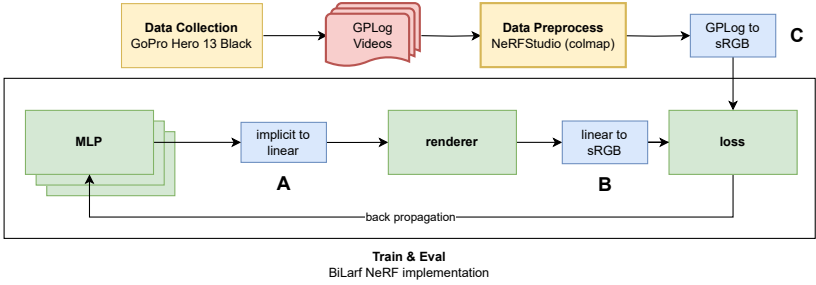 Data Collection
GoPro Hero 13 Black
GPLog
Videos
Data Preprocess
NeRFStudio (colmap)
GPLog to
sRGB
C
MLP
implicit to
linear
A
renderer
linear to
sRGB
B
loss
back propagation
Train & Eval
BiLarf NeRF implementation